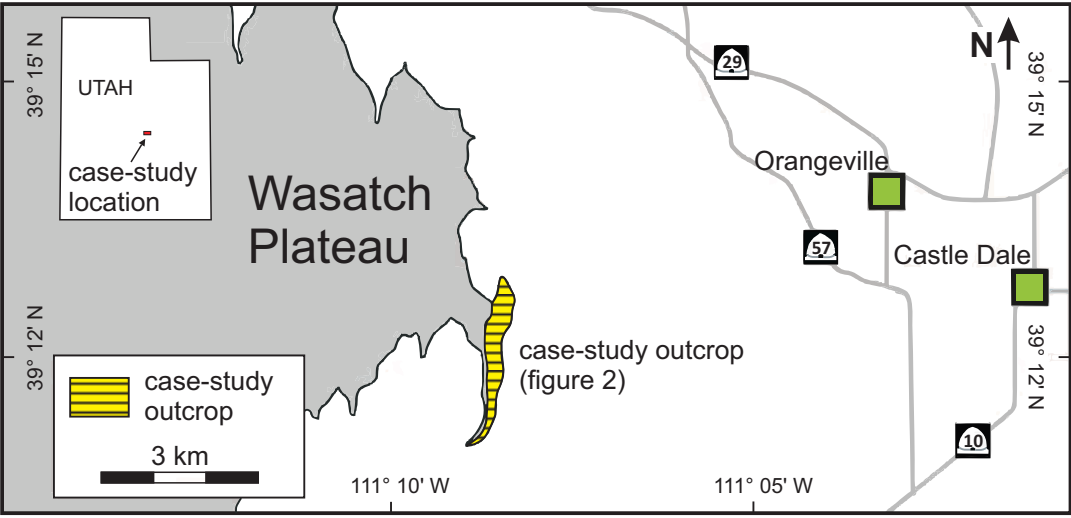 39° 15' N
UTAH
case-study
location
Wasatch
Plateau
29
N
39° 15' N
Orangeville
57
Castle Dale
39° 12' N
case-study outcrop
(figure 2)
39° 12' N
case-study
outcrop
3 km
10
111° 10' W
111° 05' W